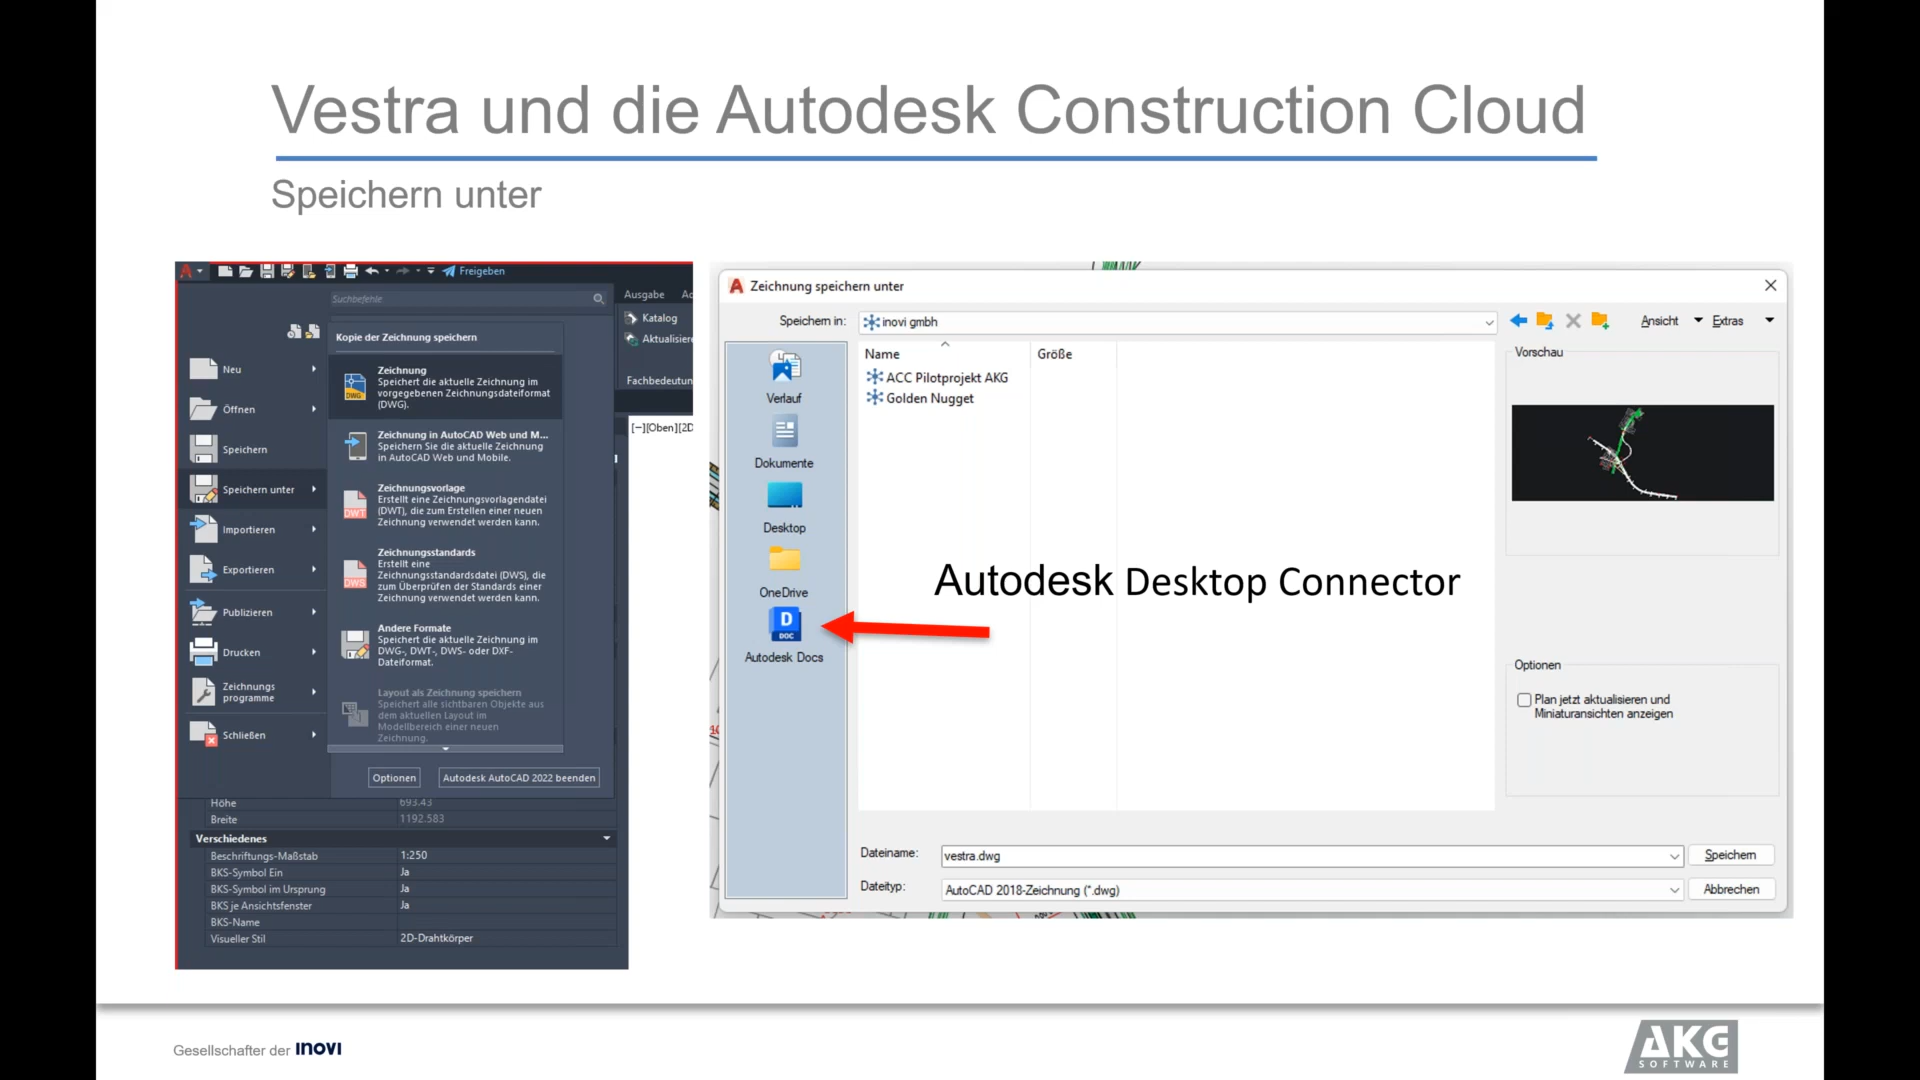 Vestra und die Autodesk Construction Cloud
Speichern unter
Freigeben
Suchbefehle
Ausgabe
Katalog
Fachbedeutun
[−][Oben][2D
Kopie der Zeichnung speichern
Neu
Öffnen
Speichern
Speichern unter
Importieren
Exportieren
Publizieren
Drucken
Zeichnungs
programme
Schließen
Zeichnung
Speichert die aktuelle Zeichnung im
vorgegebenen Zeichnungsdateiformat
(DWG).
Zeichnung in AutoCAD Web und M...
Speichern Sie die aktuelle Zeichnung
in AutoCAD Web und Mobile.
Zeichnungsvorlage
Erstellt eine Zeichnungsvorlagendatei
(DWT), die zum Erstellen einer neuen
Zeichnung verwendet werden kann.
Zeichnungsstandards
Erstellt eine
Zeichnungsstandardsdatei (DWS), die
zum Überprüfen der Standards einer
Zeichnung verwendet werden kann.
Andere Formate
Speichert die aktuelle Zeichnung im
DWG-, DWT-, DWS- oder DXF-
Dateiformat.
Layout als Zeichnung speichern
Speichert alle sichtbaren Objekte aus
dem aktuellen Layout im
Modellbereich einer neuen
Zeichnung.
DWG
DWT
DWS
Optionen
Autodesk AutoCAD 2022 beenden
Höhe 693.43
Breite 1192.583
Verschiedenes
Beschriftungs-Maßstab 1:250
BKS-Symbol Ein Ja
BKS-Symbol im Ursprung Ja
BKS je Ansichtsfenster Ja
BKS-Name
Visueller Stil 2D-Drahtkörper
Zeichnung speichern unter
Speichern in: inovi gmbh
Ansicht Extras
Verlauf
Dokumente
Desktop
OneDrive
D
DOC
Autodesk Docs
Name Größe
ACC Pilotprojekt AKG
Golden Nugget
Autodesk Desktop Connector
Vorschau
Optionen
Plan jetzt aktualisieren und
Miniaturansichten anzeigen
Dateiname: vestra.dwg Speichern
Dateityp: AutoCAD 2018-Zeichnung (*.dwg) Abbrechen
Gesellschafter der INOVI
AKG
SOFTWARE